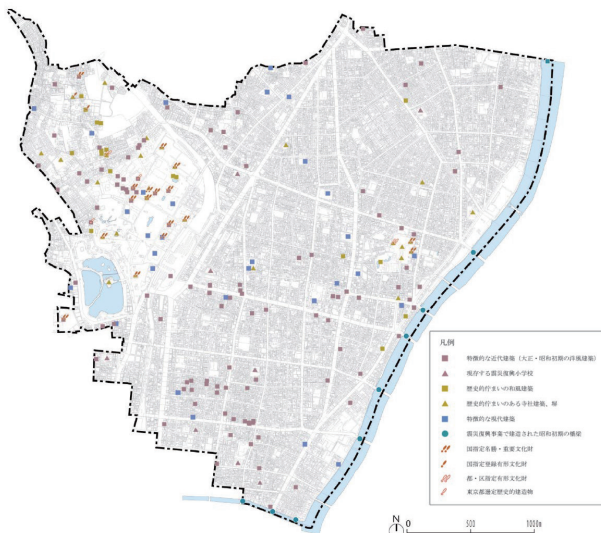 凡例
特徴的な近代建築（大正・昭和初期の洋風建築）
現存する震災復興小学校
歴史的佇まいの和風建築
歴史的佇まいのある寺社建築、塀
特徴的な現代建築
震災復興事業で建造された昭和初期の橋梁
国指定名勝・重要文化財
国指定登録有形文化財
都・区指定有形文化財
東京都選定歴史的建造物
N
0 500 1000m